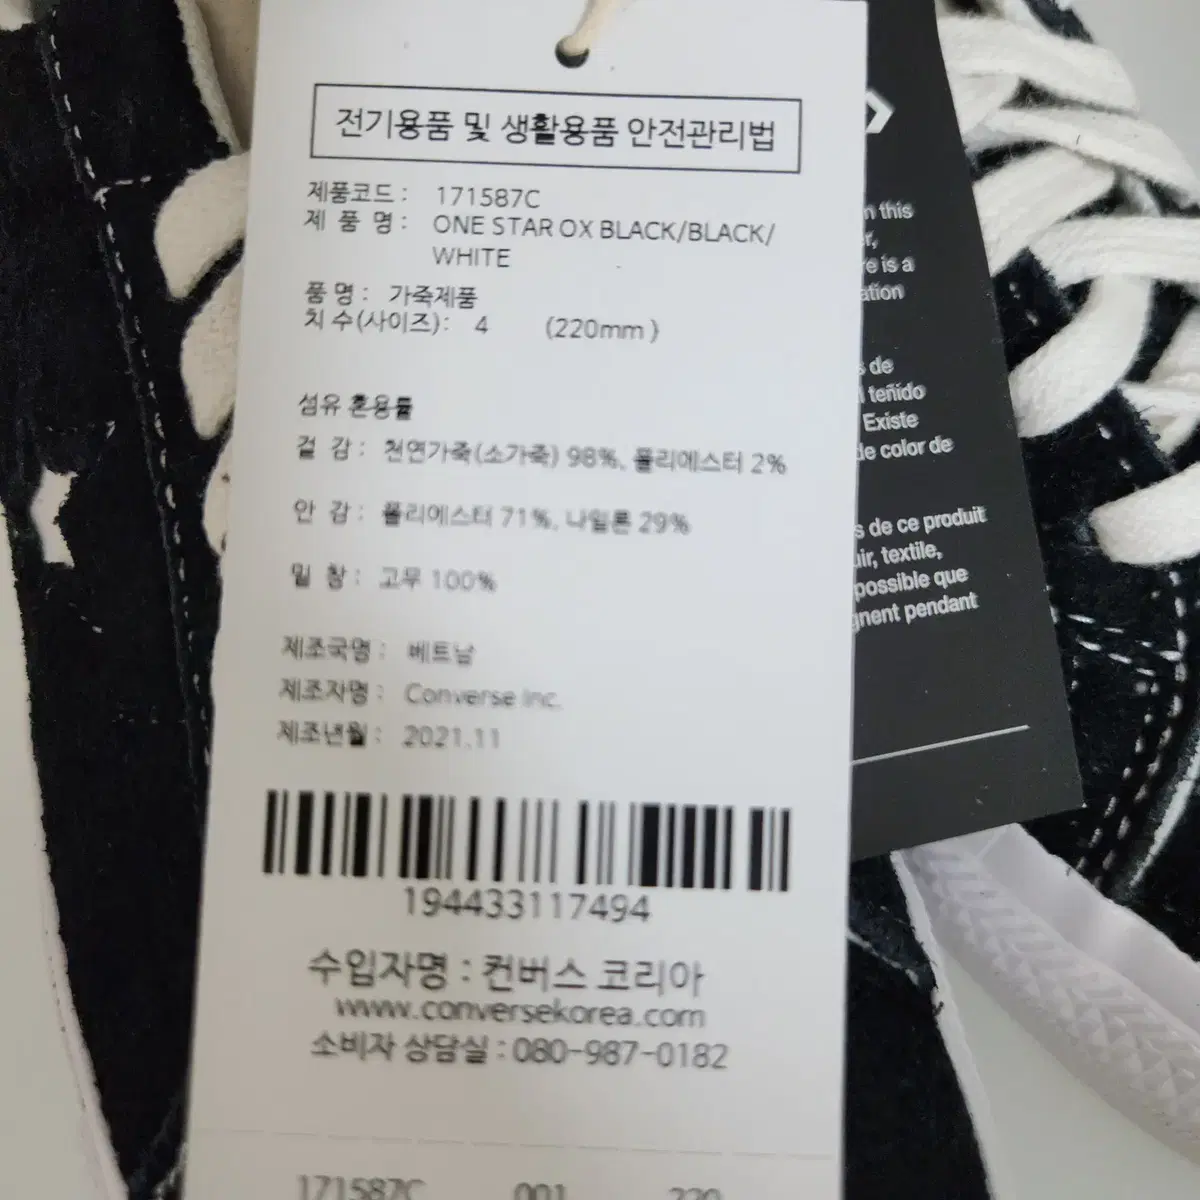 전기용품 및 생활용품 안전관리법
제품코드 : 171587C
제 품 명 : ONE STAR OX BLACK/BLACK/
WHITE
품 명 : 가죽제품
치 수(사이즈) : 4 (220mm )
섬유 혼용률
겉 감 : 천연가죽(소가죽) 98%, 폴리에스터 2%
안 감 : 폴리에스터 71%, 나일론 29%
밑 창 : 고무 100%
제조국명 : 베트남
제조자명 : Converse Inc.
제조년월 : 2021.11
194433117494
수입자명 : 컨버스 코리아
www.conversekorea.com
소비자 상담실 : 080-987-0182
171587C 001 220
this
re is a
de
teñido
Existe
de color de
de ce produit
textile,
possible que
pendant